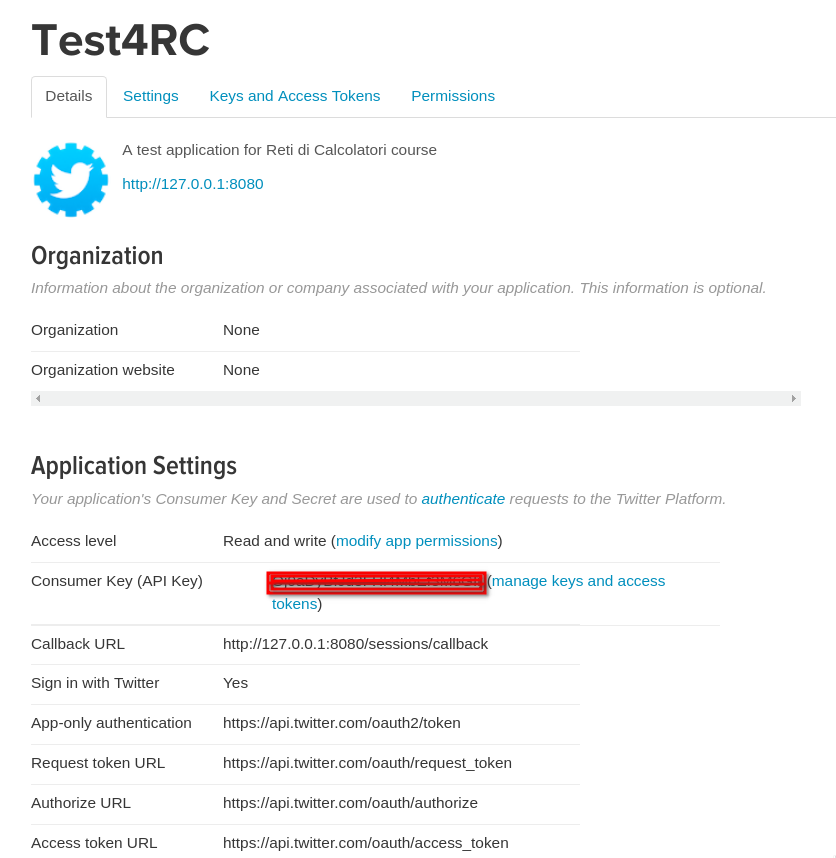 Test4RC
Details Settings Keys and Access Tokens Permissions
A test application for Reti di Calcolatori course
http://127.0.0.1:8080
Organization
Information about the organization or company associated with your application. This information is optional.
Organization None
Organization website None
Application Settings
Your application's Consumer Key and Secret are used to authenticate requests to the Twitter Platform.
Access level Read and write (modify app permissions)
Consumer Key (API Key) (manage keys and access
tokens)
Callback URL http://127.0.0.1:8080/sessions/callback
Sign in with Twitter Yes
App-only authentication https://api.twitter.com/oauth2/token
Request token URL https://api.twitter.com/oauth/request_token
Authorize URL https://api.twitter.com/oauth/authorize
Access token URL https://api.twitter.com/oauth/access_token